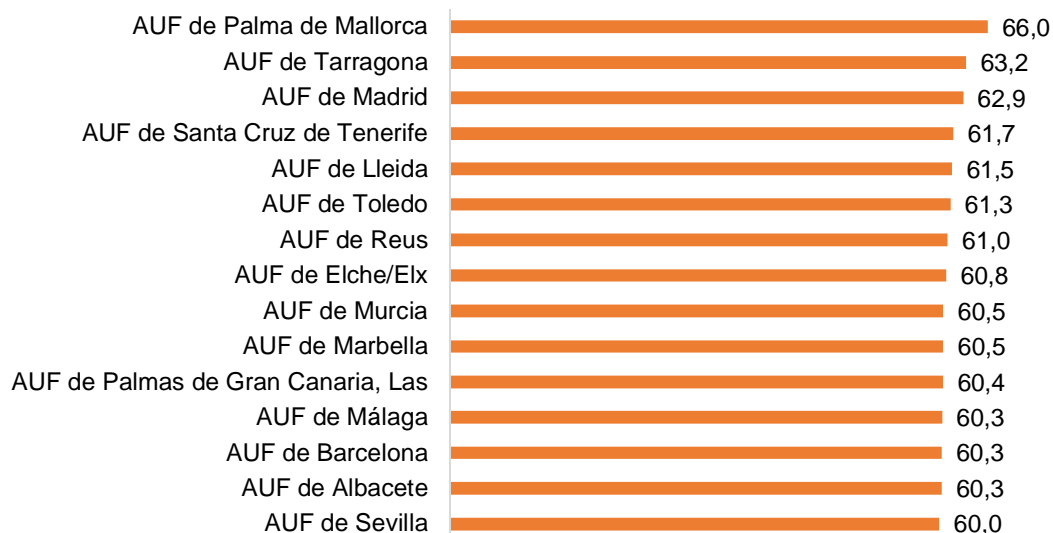 AUF de Palma de Mallorca 66,0
AUF de Tarragona 63,2
AUF de Madrid 62,9
AUF de Santa Cruz de Tenerife 61,7
AUF de Lleida 61,5
AUF de Toledo 61,3
AUF de Reus 61,0
AUF de Elche/Elx 60,8
AUF de Murcia 60,5
AUF de Marbella 60,5
AUF de Palmas de Gran Canaria, Las 60,4
AUF de Málaga 60,3
AUF de Barcelona 60,3
AUF de Albacete 60,3
AUF de Sevilla 60,0